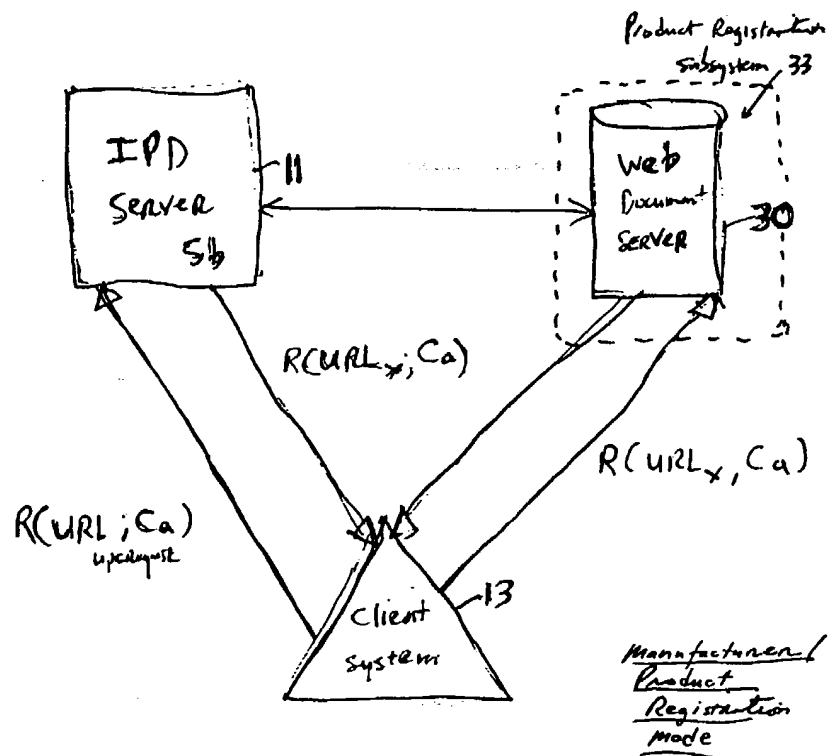 Product Registration
Subsystem 33
IPD
Server
11
Web
Document
Server
30
R(URLx; Ca)
R(URLx, Ca)
R(URL; Ca)
Client
System
13
Manufacturer/
Product
Registration
Mode